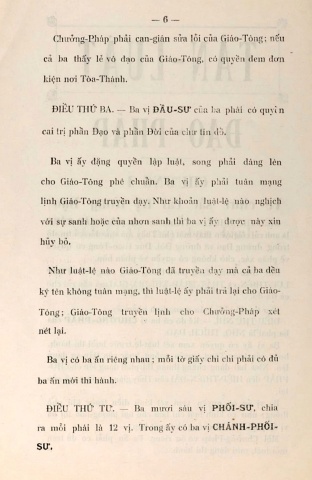 — 6 —
Chưởng-Pháp phải can-gián sửa lỗi của Giáo-Tông; nếu
cả ba thấy lẽ vô đạo của Giáo-Tông, có quyền đem đơn
kiện nơi Tòa-Thánh.
ĐIỀU THỨ BA. — Ba vị ĐẦU-SƯ của ba phái có quyền
cai trị phần Đạo và phần Đời của chư tín đồ.
Ba vị ấy đặng quyền lập luật, song phải dâng lên
cho Giáo-Tông phê chuẩn. Ba vị ấy phải tuân mạng
lịnh Giáo-Tông truyền dạy. Như khoản luật-lệ nào nghịch
với sự sanh hoặc của nhơn sanh thì ba vị ấy được nảy xin
hủy bỏ.
Như luật-lệ nào Giáo-Tông đã truyền dạy mà cả ba đều
ký tên không tuân mạng, thì luật-lệ ấy phải trả lại cho Giáo-
Tông; Giáo-Tông truyền lịnh cho Chưởng-Pháp xét
nét lại.
Ba vị có ba ấn riêng nhau; mỗi tờ giấy chi chi phải có đủ
ba ấn mới thi hành.
ĐIỀU THỨ TƯ. — Ba mươi sáu vị PHỐI-SƯ, chia
ra mỗi phái là 12 vị. Trong ấy có ba vị CHÁNH-PHỐI-
SƯ.